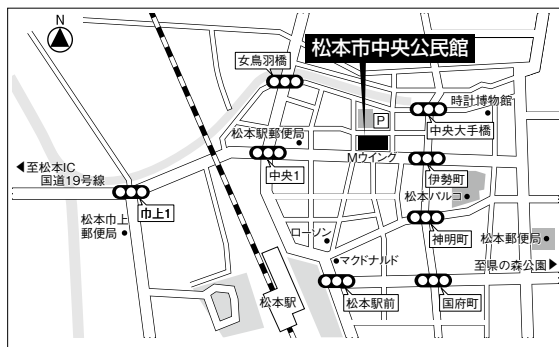 N
松本市中央公民館
女鳥羽橋
P
時計博物館
中央大手橋
松本駅郵便局
Mウイング
中央1
伊勢町
至松本IC
国道19号線
巾上1
松本パルコ
松本巾上
郵便局
神明町
ローソン
松本郵便局
マクドナルド
至県の森公園
松本駅
松本駅前
国府町